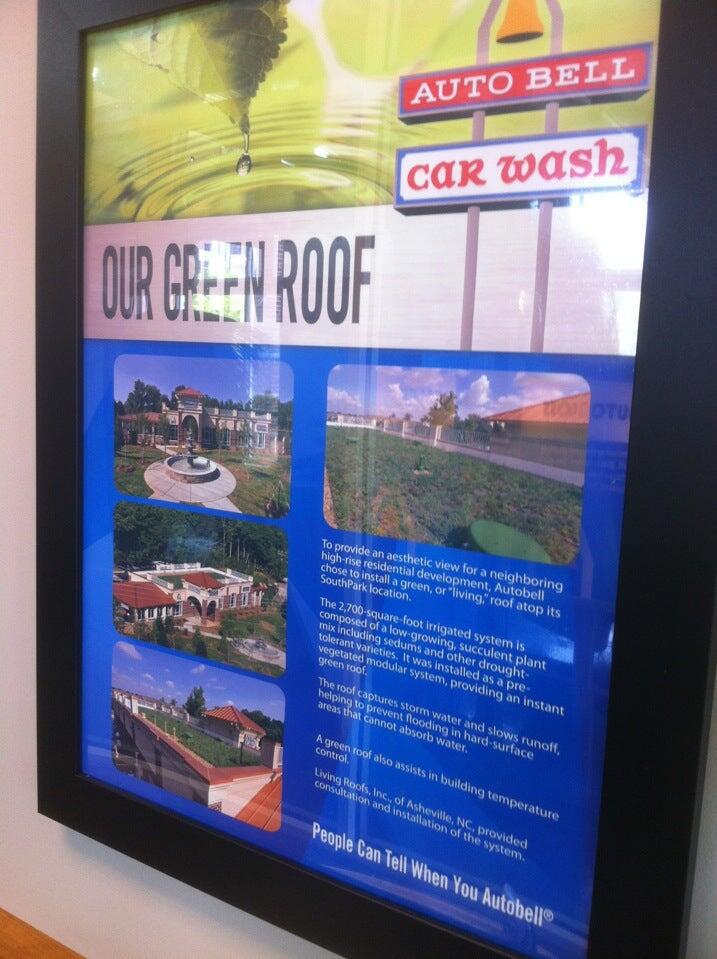 AUTO BELL
CAR WASH
OUR GREEN ROOF
To provide an aesthetic view for a neighboring
high-rise residential development, Autobell
chose to install a green, or "living," roof atop its
SouthPark location.
The 2,700-square-foot irrigated system is
composed of a low-growing, succulent plant
mix including sedums and other drought-
tolerant varieties. It was installed as a pre-
vegetated modular system, providing an instant
green roof.
The roof captures storm water and slows runoff,
helping to prevent flooding in hard-surface
areas that cannot absorb water.
A green roof also assists in building temperature
control.
Living Roofs, Inc., of Asheville, NC, provided
consultation and installation of the system.
People Can Tell When You Autobell®